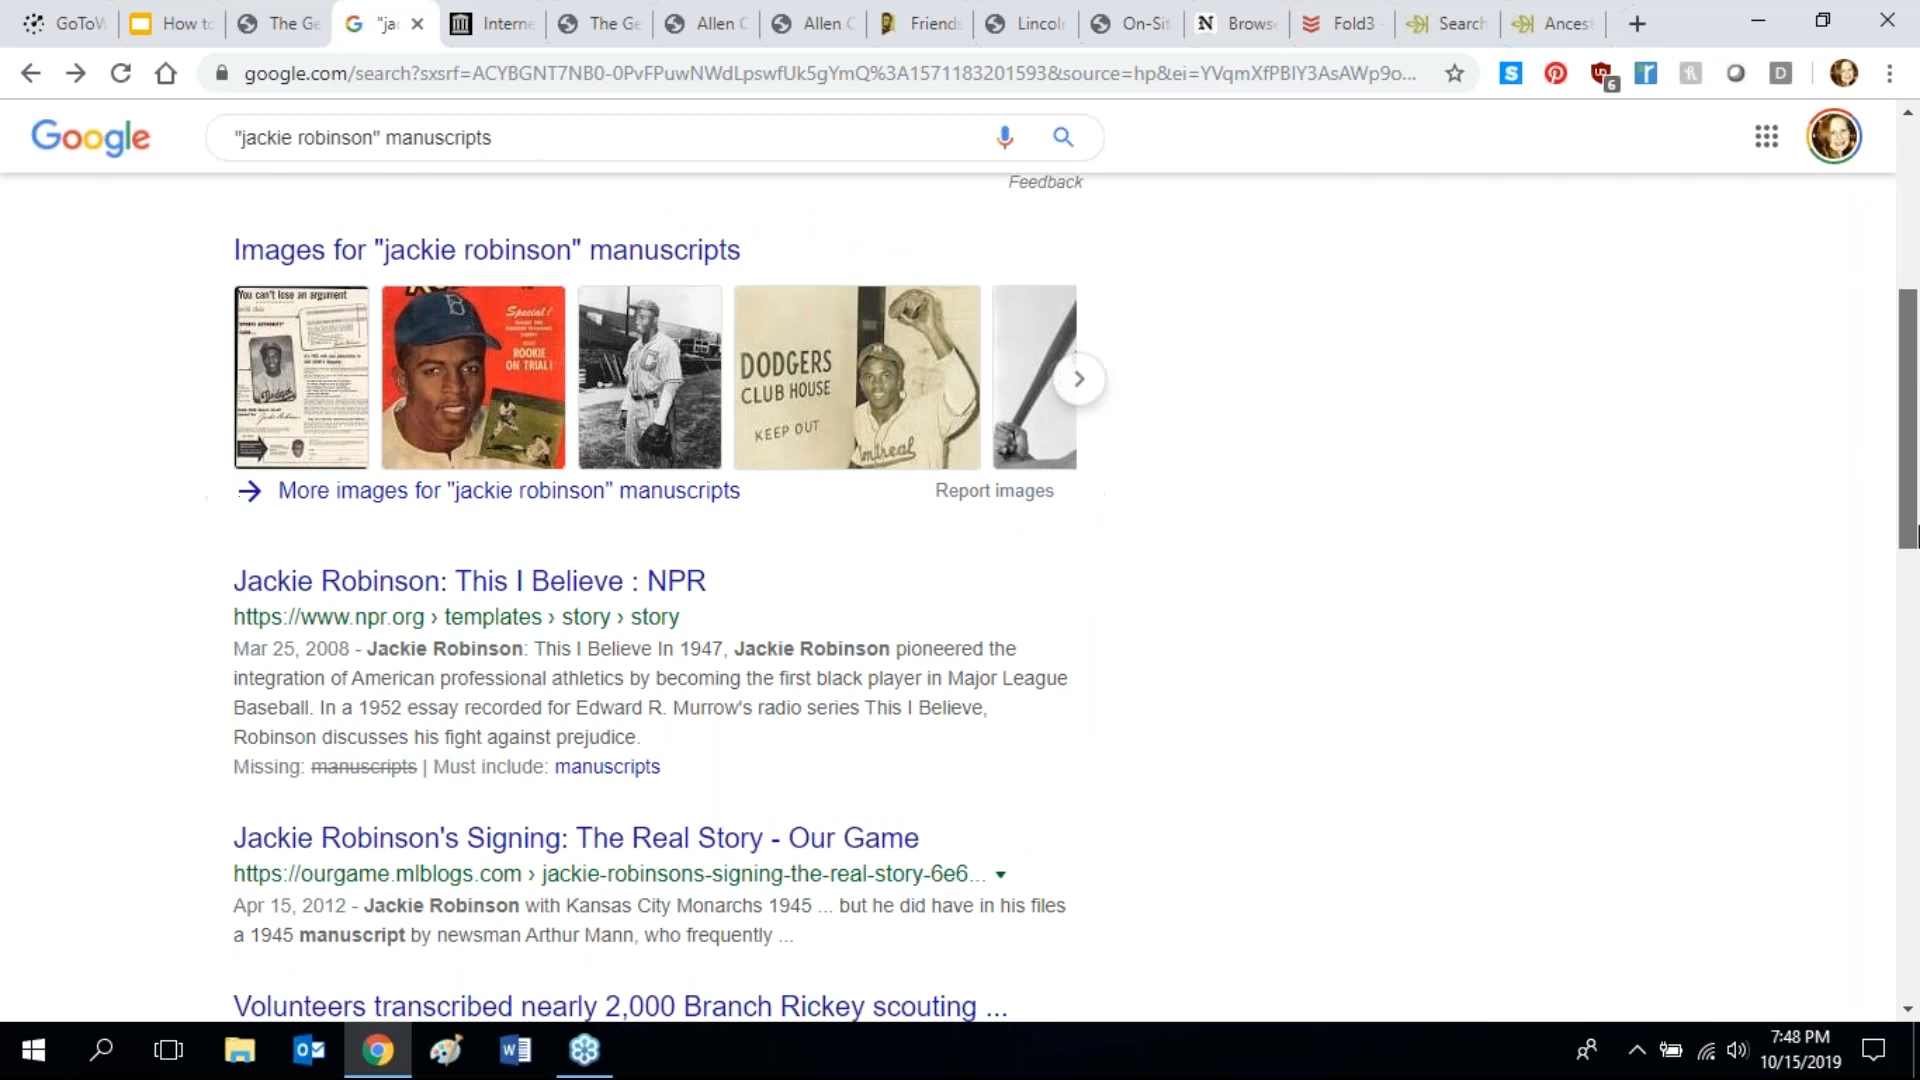 GoToW
How to
The Ge
"jac
Interne
The Ge
Allen C
Allen C
Friends
Lincoln
On-Sit
N Browse
Fold3 -
Search
Ancest
google.com/search?sxsrf=ACYBGNT7NB0-0PvFPuwNWdLpswfUk5gYmQ%3A1571183201593&source=hp&ei=YVqmXfPBIY3AsAWp9o...
S
6
D
Google
"jackie robinson" manuscripts
Feedback
Images for "jackie robinson" manuscripts
You can't lose an argument
Dodgers
Special!
ROOKIE
ON TRIAL!
B
DODGERS
CLUB HOUSE
KEEP OUT
Montreal
More images for "jackie robinson" manuscripts
Report images
Jackie Robinson: This I Believe : NPR
https://www.npr.org › templates › story › story
Mar 25, 2008 - Jackie Robinson: This I Believe In 1947, Jackie Robinson pioneered the
integration of American professional athletics by becoming the first black player in Major League
Baseball. In a 1952 essay recorded for Edward R. Murrow's radio series This I Believe,
Robinson discusses his fight against prejudice.
Missing: manuscripts | Must include: manuscripts
Jackie Robinson's Signing: The Real Story - Our Game
https://ourgame.mlblogs.com › jackie-robinsons-signing-the-real-story-6e6...
Apr 15, 2012 - Jackie Robinson with Kansas City Monarchs 1945 ... but he did have in his files
a 1945 manuscript by newsman Arthur Mann, who frequently ...
Volunteers transcribed nearly 2,000 Branch Rickey scouting ...
7:48 PM
10/15/2019